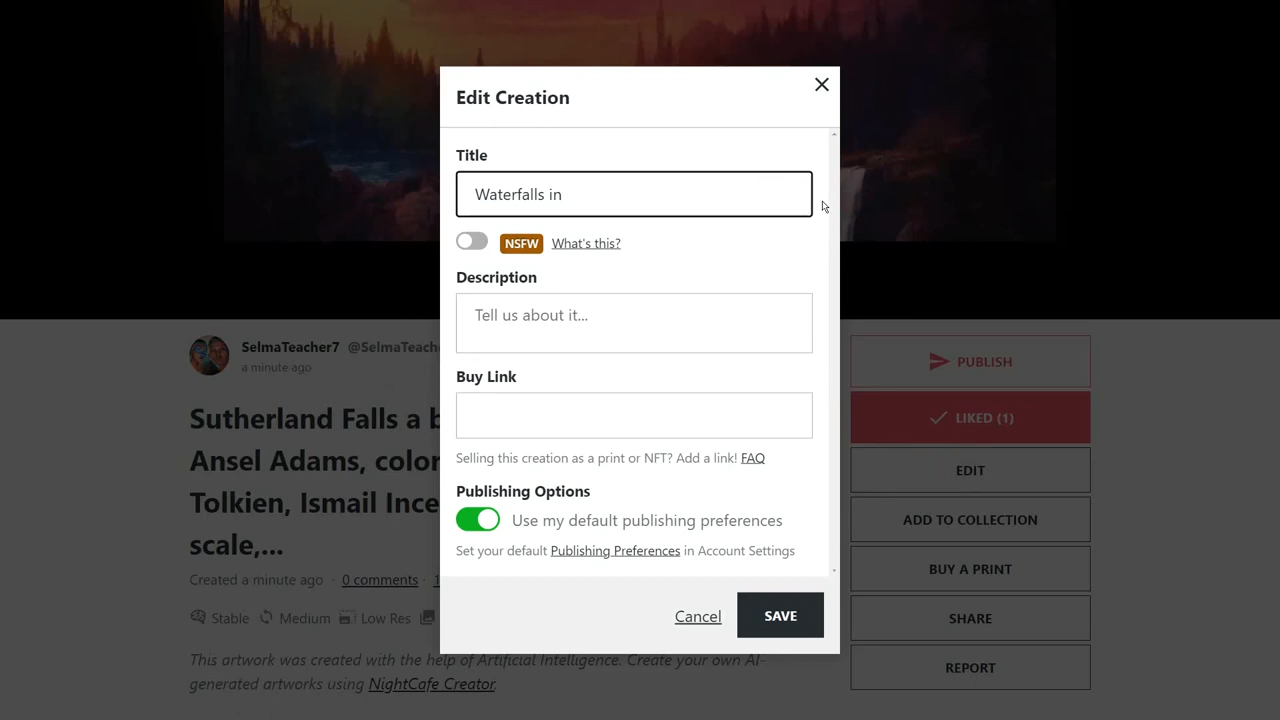 Edit Creation
Title
Waterfalls in
NSFW What's this?
Description
Tell us about it...
Buy Link
Selling this creation as a print or NFT? Add a link! FAQ
Publishing Options
Use my default publishing preferences
Set your default Publishing Preferences in Account Settings
Cancel SAVE
SelmaTeacher7 @SelmaTeach
a minute ago
Sutherland Falls a b
Ansel Adams, color
Tolkien, Ismail Ince
scale,...
Created a minute ago · 0 comments ·
Stable Medium Low Res
This artwork was created with the help of Artificial Intelligence. Create your own AI-
generated artworks using NightCafe Creator.
PUBLISH
LIKED (1)
EDIT
ADD TO COLLECTION
BUY A PRINT
SHARE
REPORT